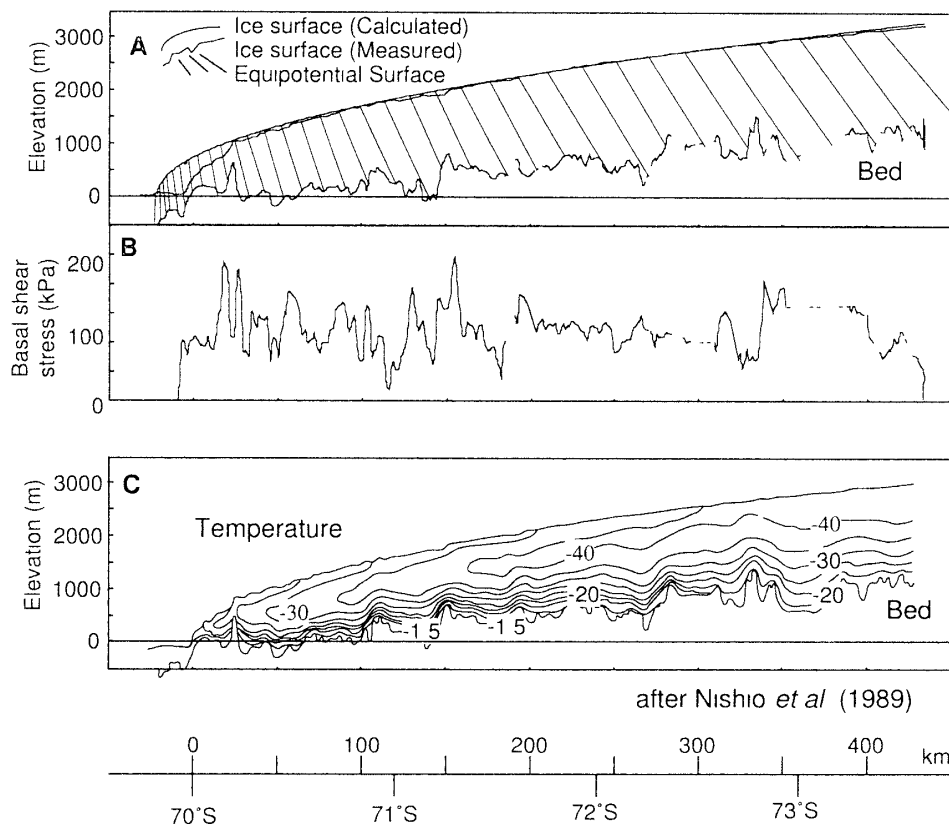 A
Ice surface (Calculated)
Ice surface (Measured)
Equipotential Surface
Elevation (m)
3000
2000
1000
0
Bed
B
Basal shear
stress (kPa)
200
100
0
C
Temperature
Elevation (m)
3000
2000
1000
0
-40
-40
-30
-30
-20
-20
-1 5
-1 5
Bed
after Nishio et al (1989)
0 100 200 300 400 km
70°S 71°S 72°S 73°S